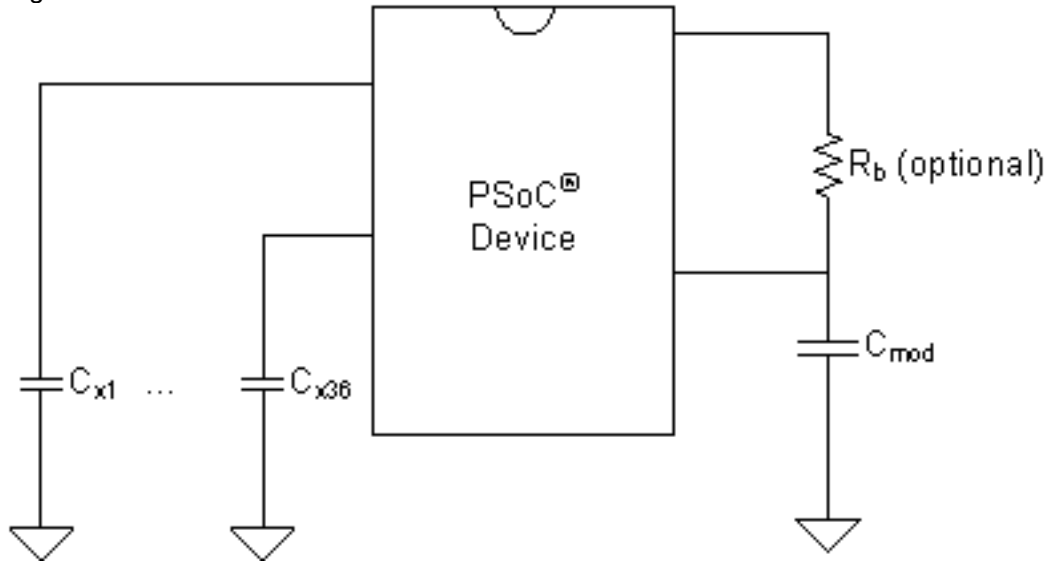 PSoC®
Device
Rb (optional)
Cmod
Cx1 ... Cx36